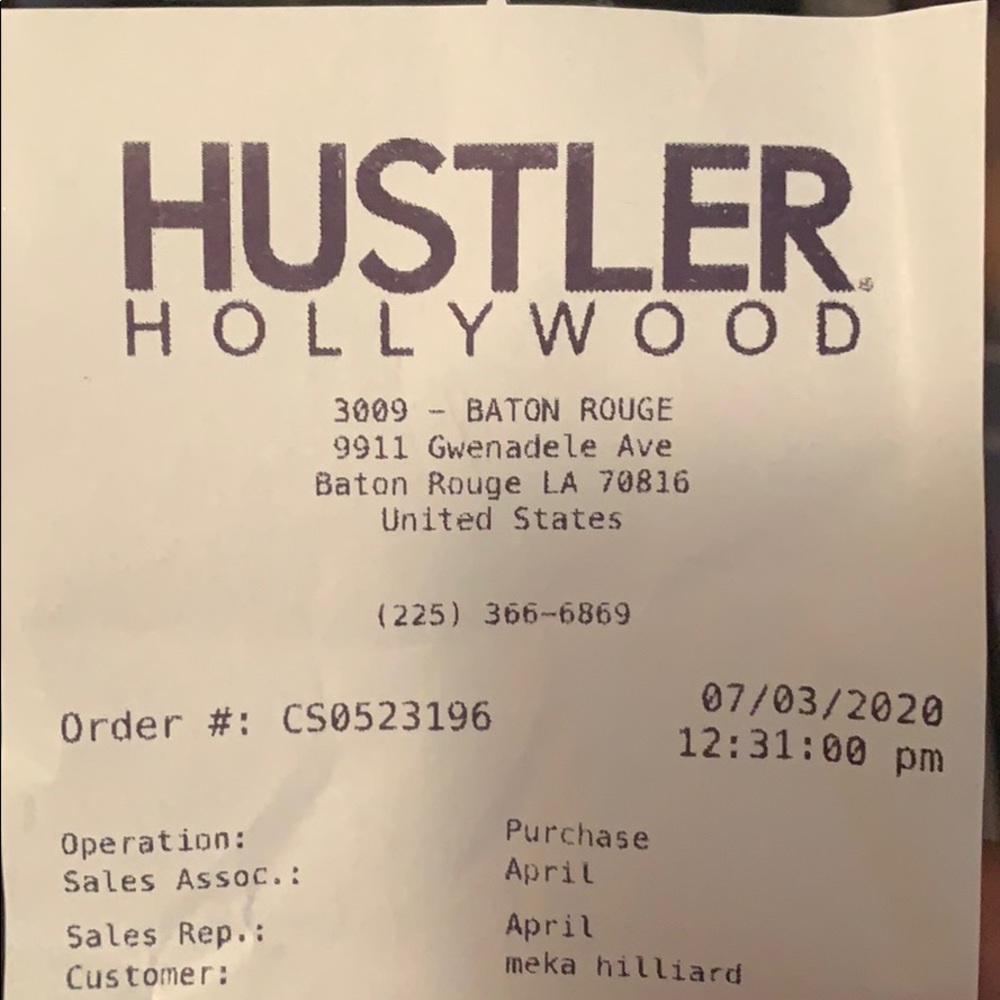 HUSTLER®
HOLLYWOOD
3009 - BATON ROUGE
9911 Gwenadele Ave
Baton Rouge LA 70816
United States
(225) 366-6869
Order #: CS0523196 07/03/2020
12:31:00 pm
Operation: Purchase
Sales Assoc.: April
Sales Rep.: April
Customer: meka hilliard